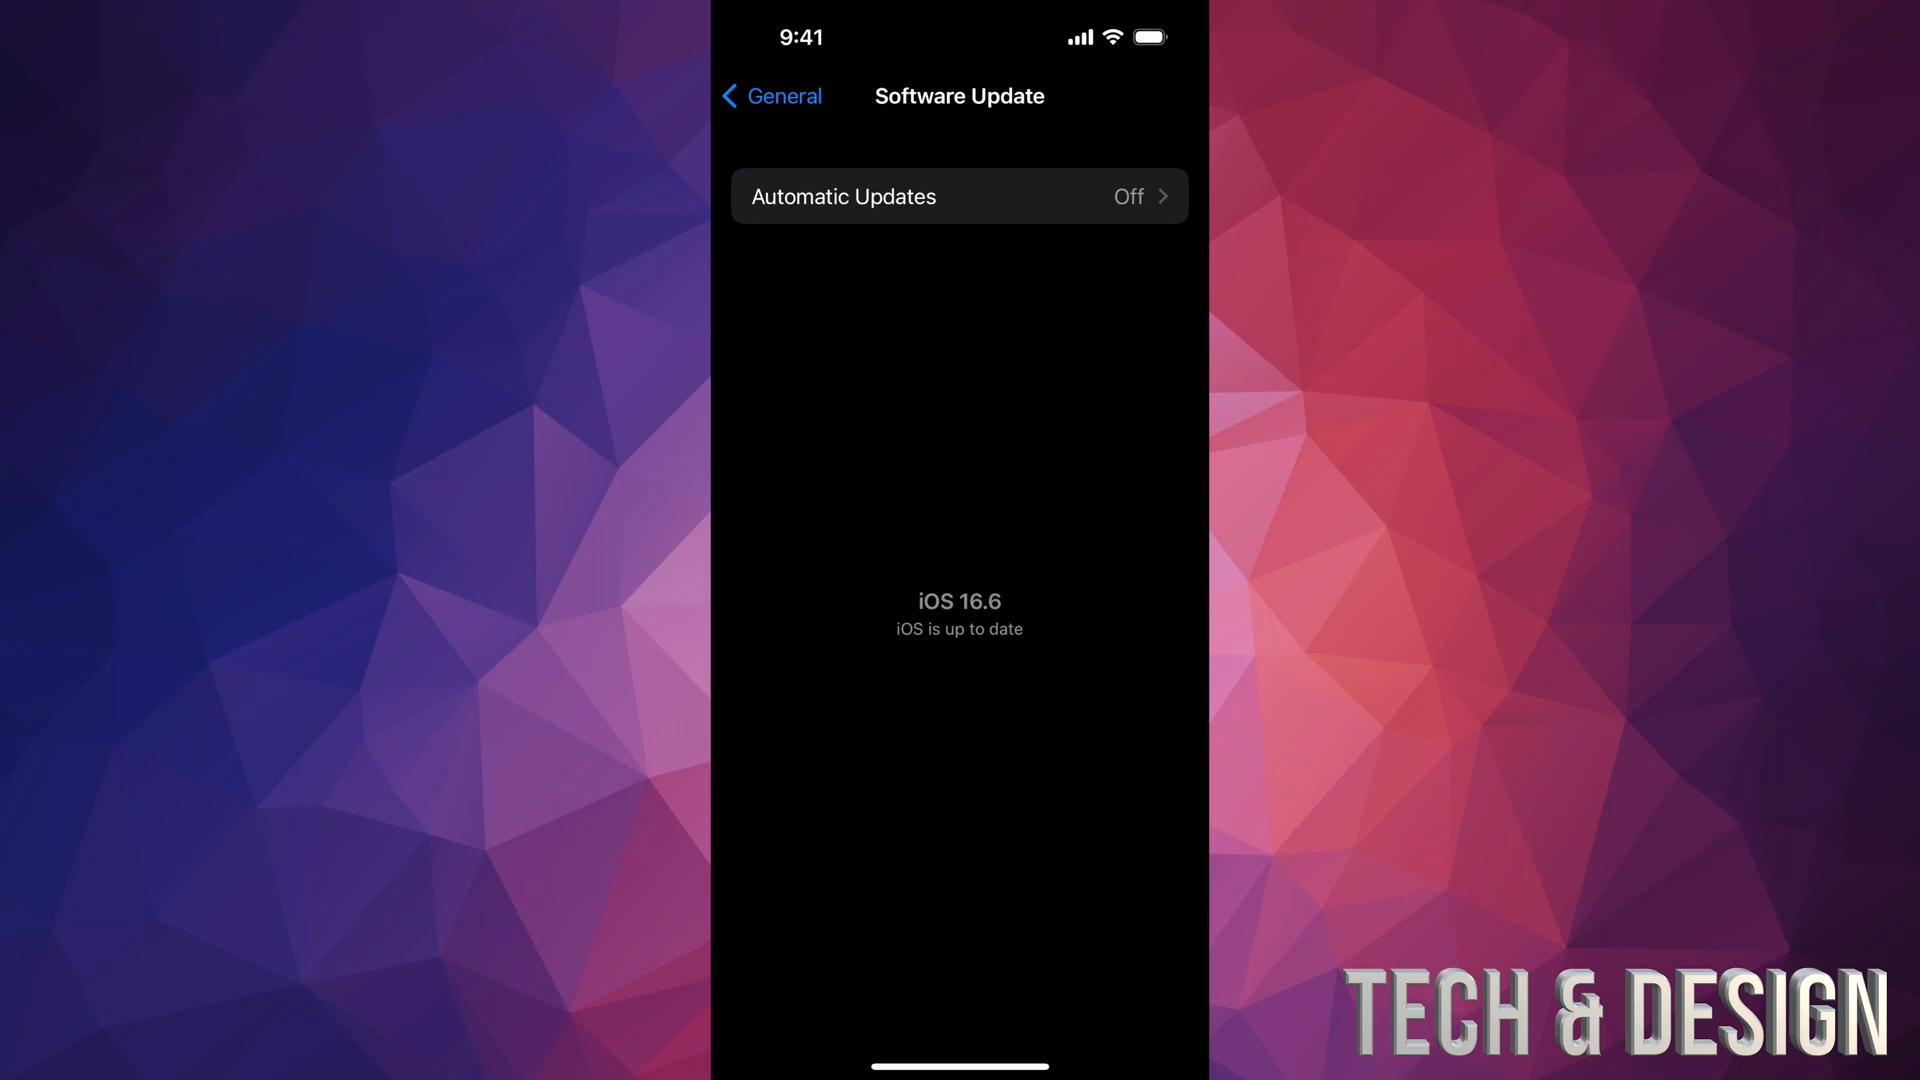 9:41
General
Software Update
Automatic Updates
Off
iOS 16.6
iOS is up to date
TECH & DESIGN